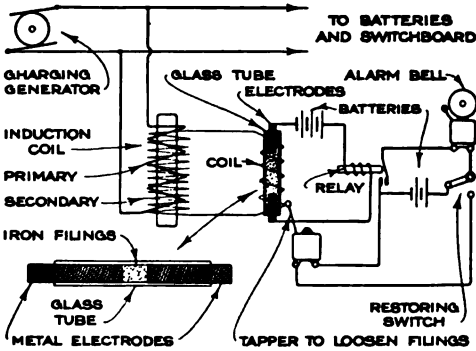 TO BATTERIES
AND SWITCHBOARD
CHARGING
GENERATOR
GLASS TUBE
ELECTRODES
ALARM BELL
BATTERIES
INDUCTION
COIL
PRIMARY
SECONDARY
COIL
RELAY
IRON FILINGS
GLASS
TUBE
METAL ELECTRODES
TAPPER TO LOOSEN FILINGS
RESTORING
SWITCH